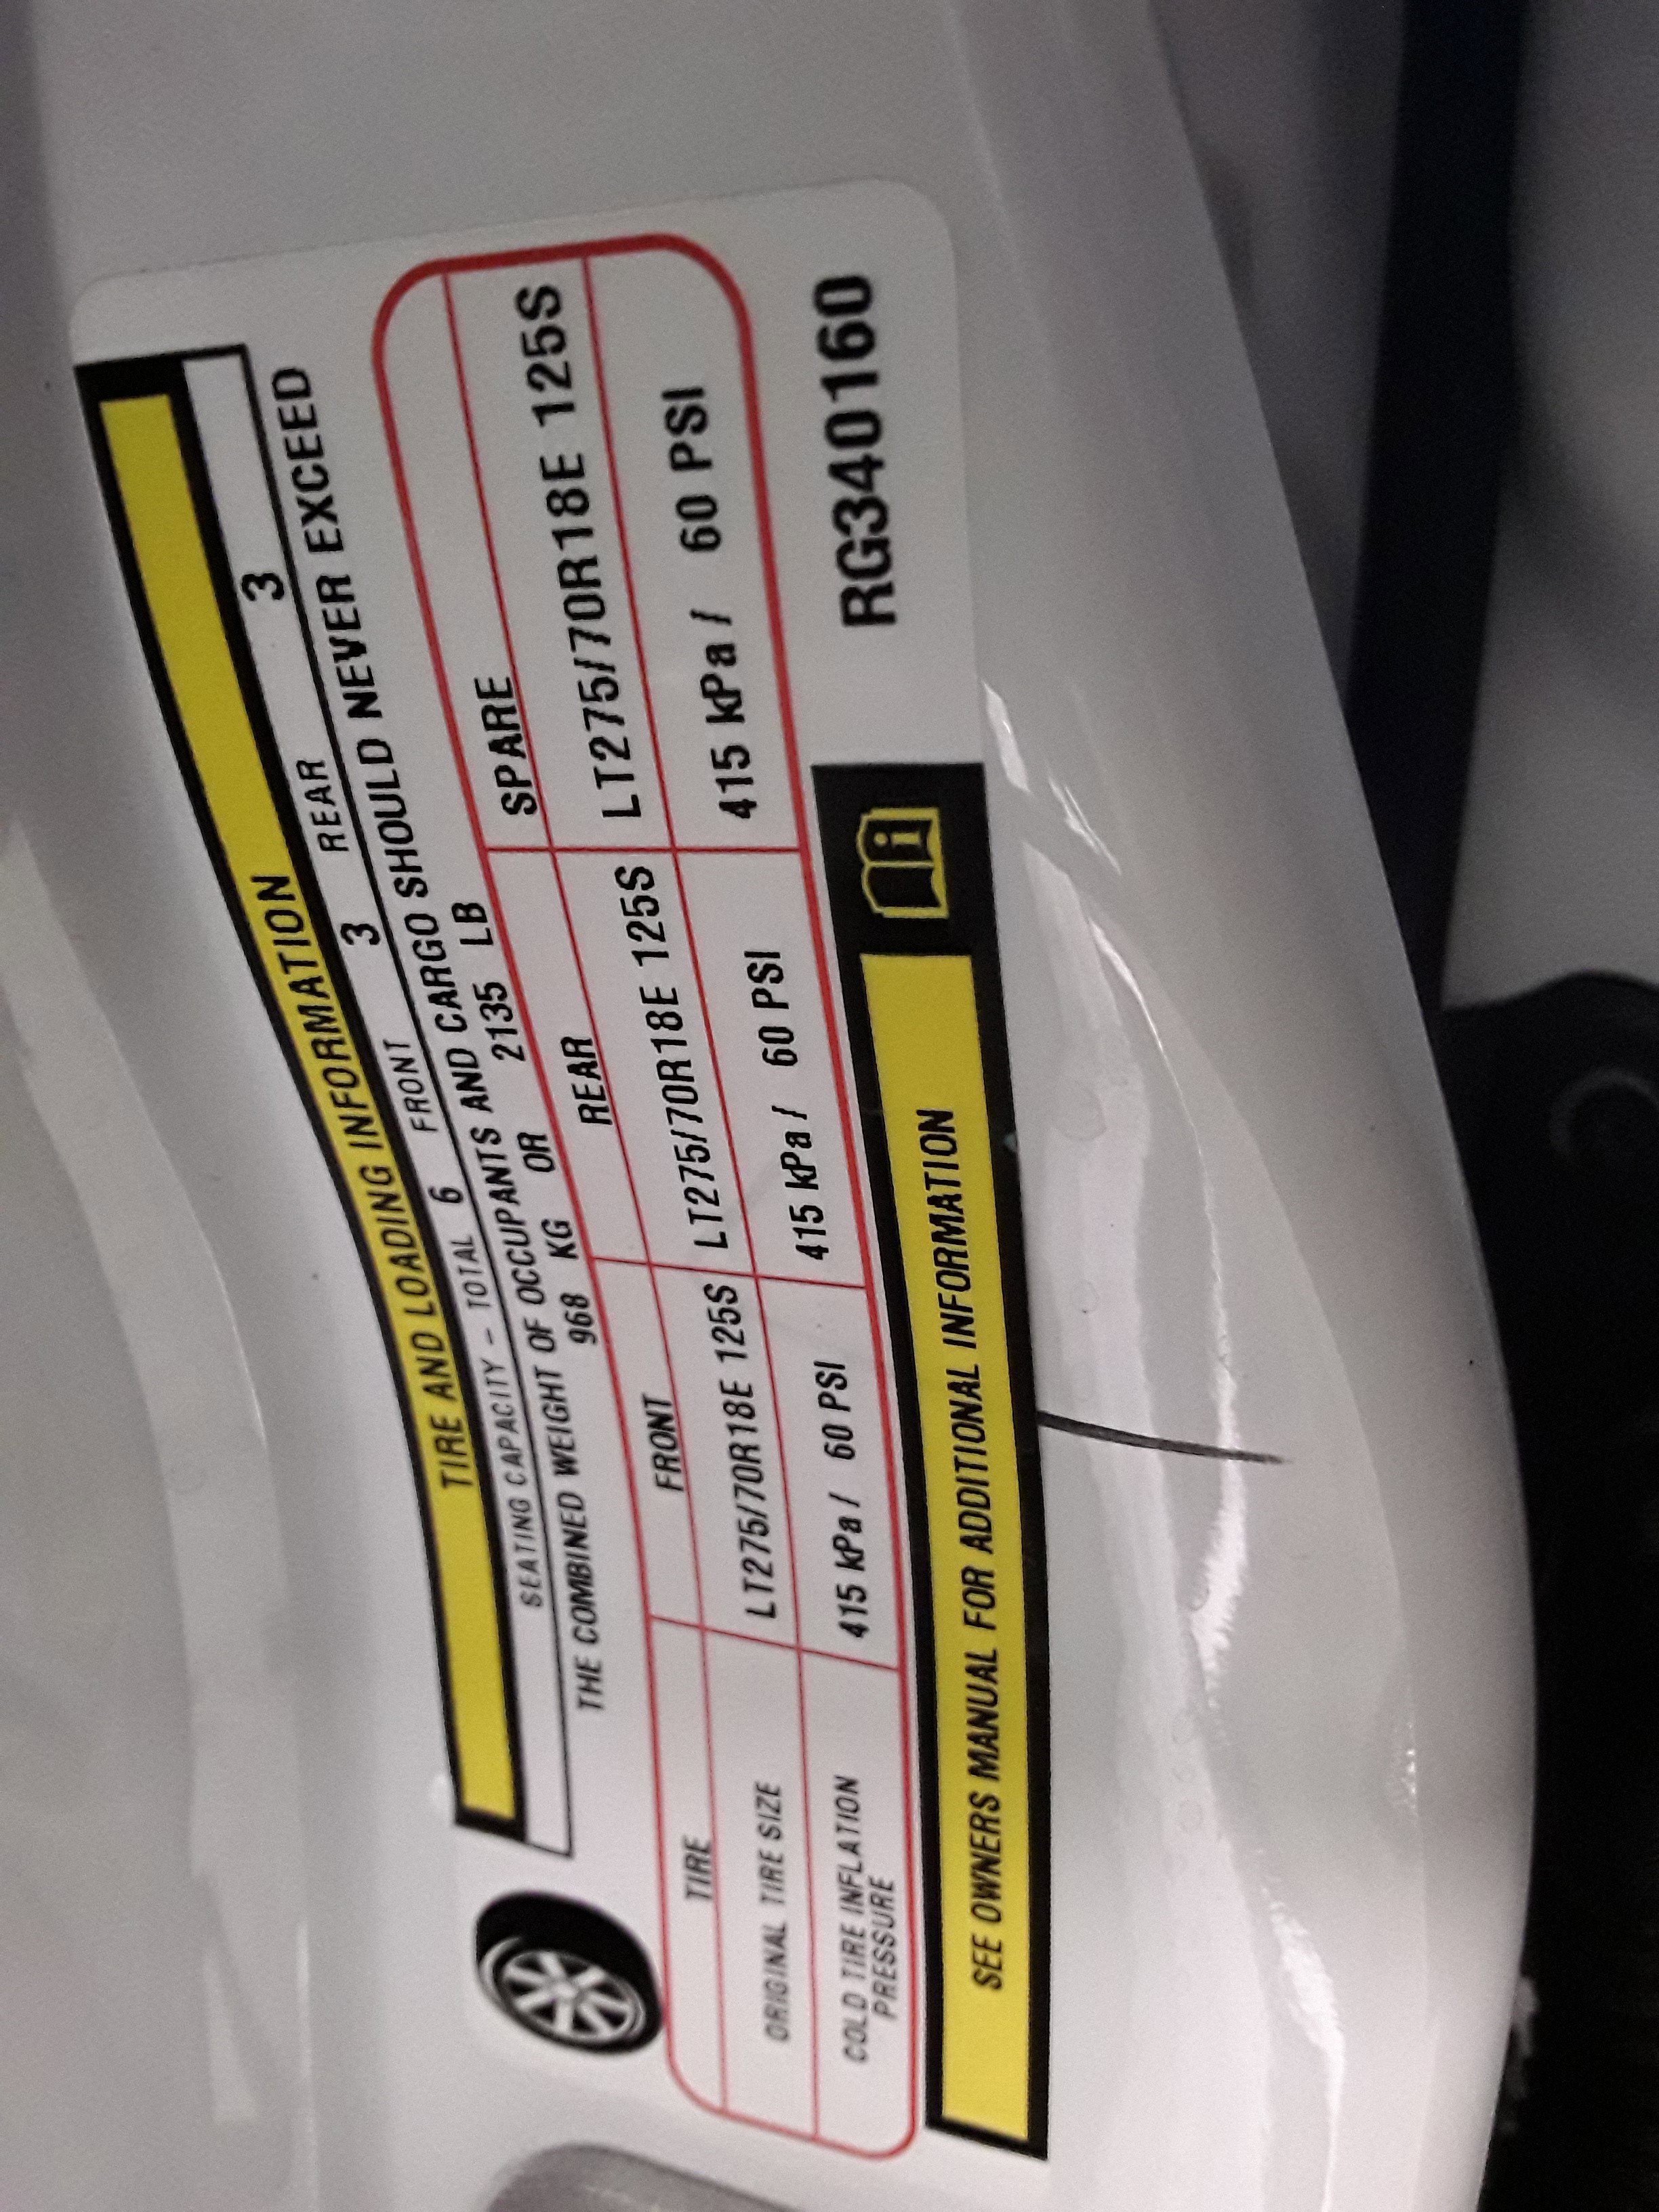 TIRE AND LOADING INFORMATION
SEATING CAPACITY - TOTAL 6 FRONT 3 REAR 3
THE COMBINED WEIGHT OF OCCUPANTS AND CARGO SHOULD NEVER EXCEED
968 KG OR 2135 LB
TIRE FRONT REAR SPARE
ORIGINAL TIRE SIZE LT275/70R18E 125S LT275/70R18E 125S LT275/70R18E 125S
COLD TIRE INFLATION
PRESSURE 415 kPa / 60 PSI 415 kPa / 60 PSI 415 kPa / 60 PSI
SEE OWNERS MANUAL FOR ADDITIONAL INFORMATION
RG340160